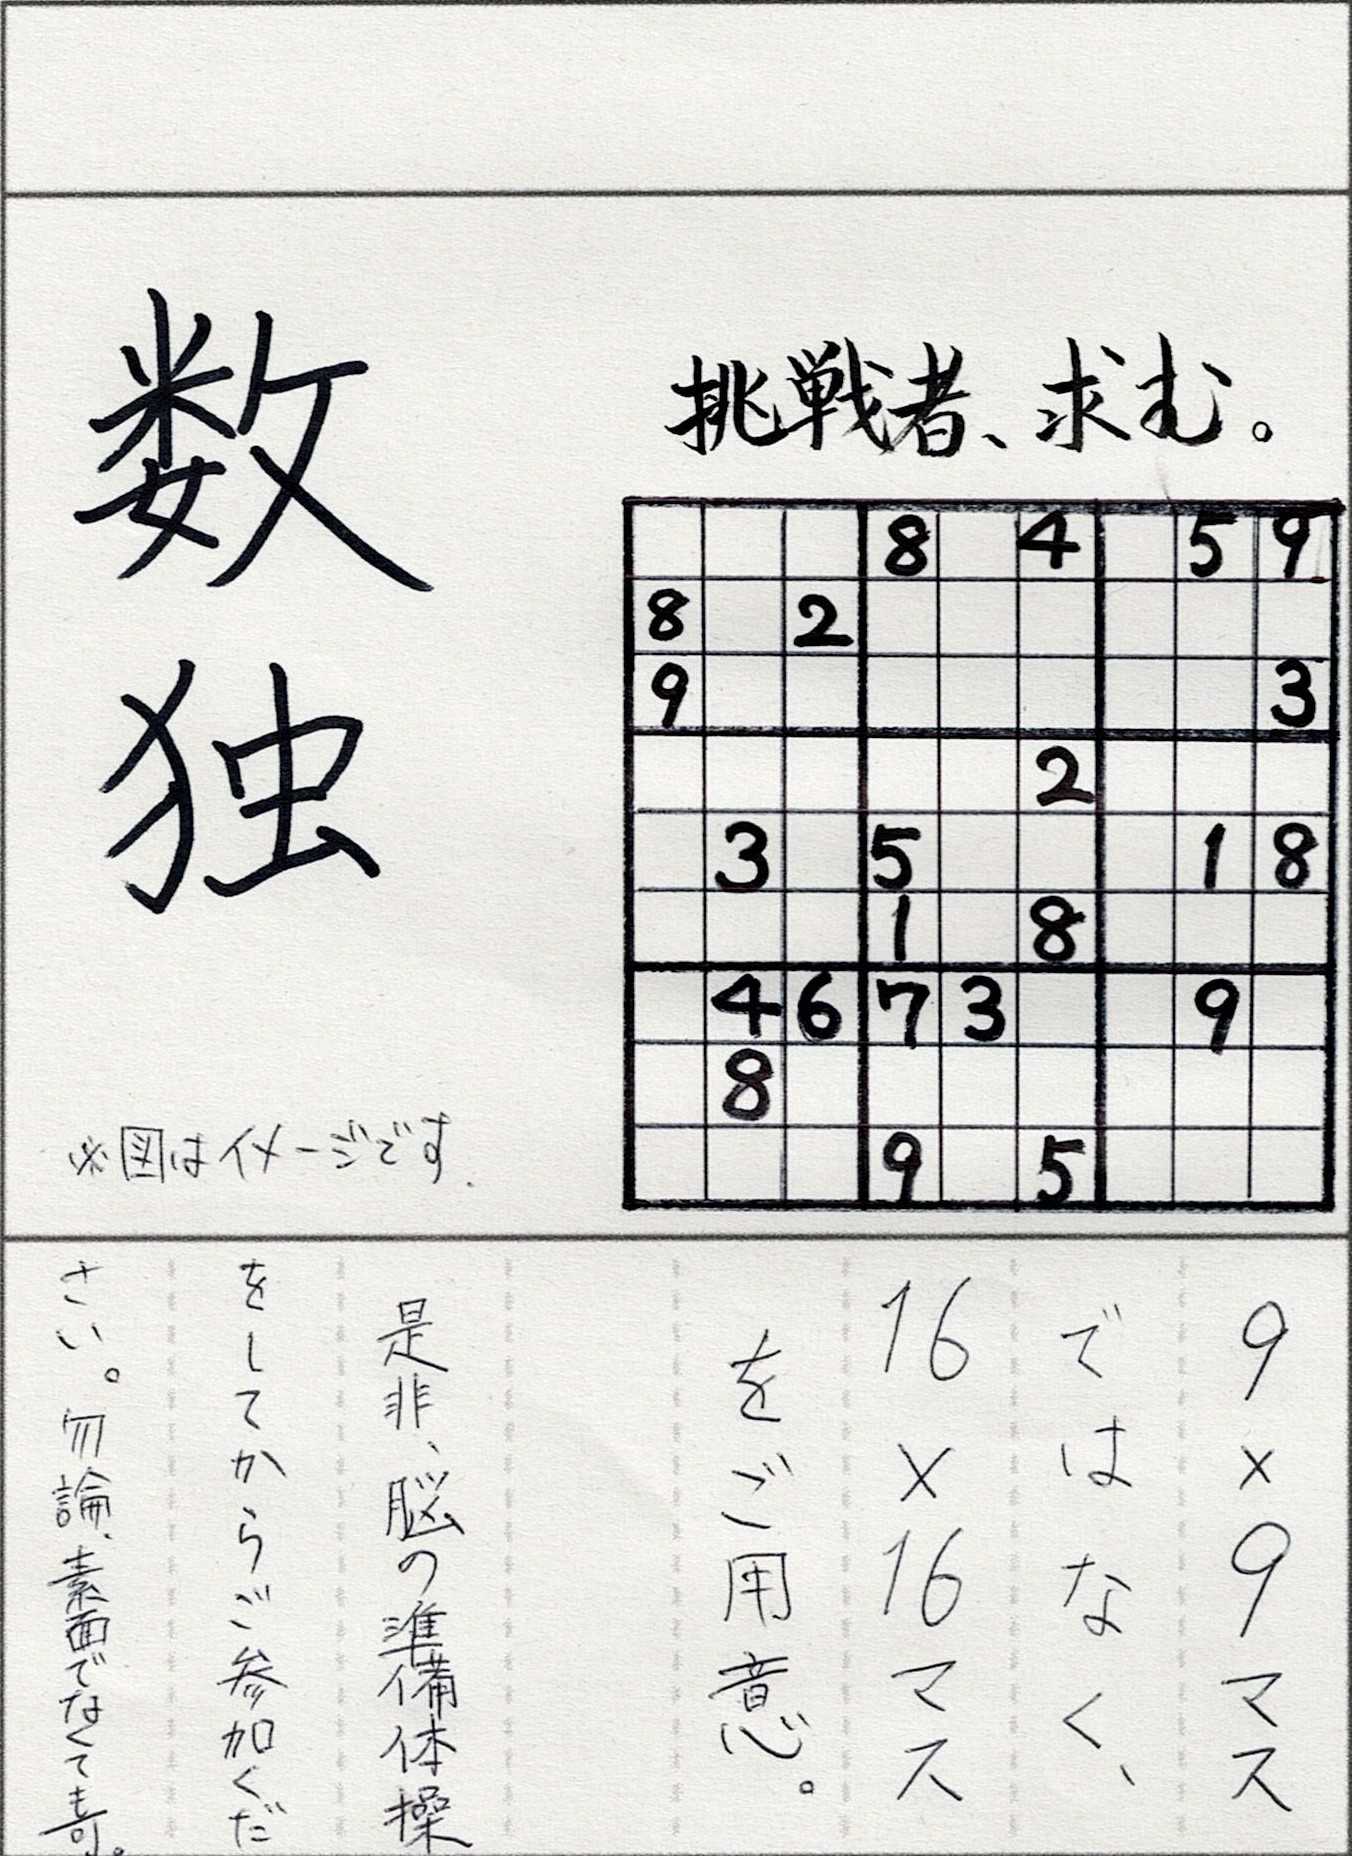 挑戦者、求む。
数独
8 4 5 9
8 2
9 3
2
3 5 1 8
1 8
4 6 7 3 9
8
9 5
※図はイメージです.
9×9マス
ではなく、
16×16マス
をご用意。
是非、脳の準備体操
をしてからご参加くだ
さい。勿論、素面でなくて可。